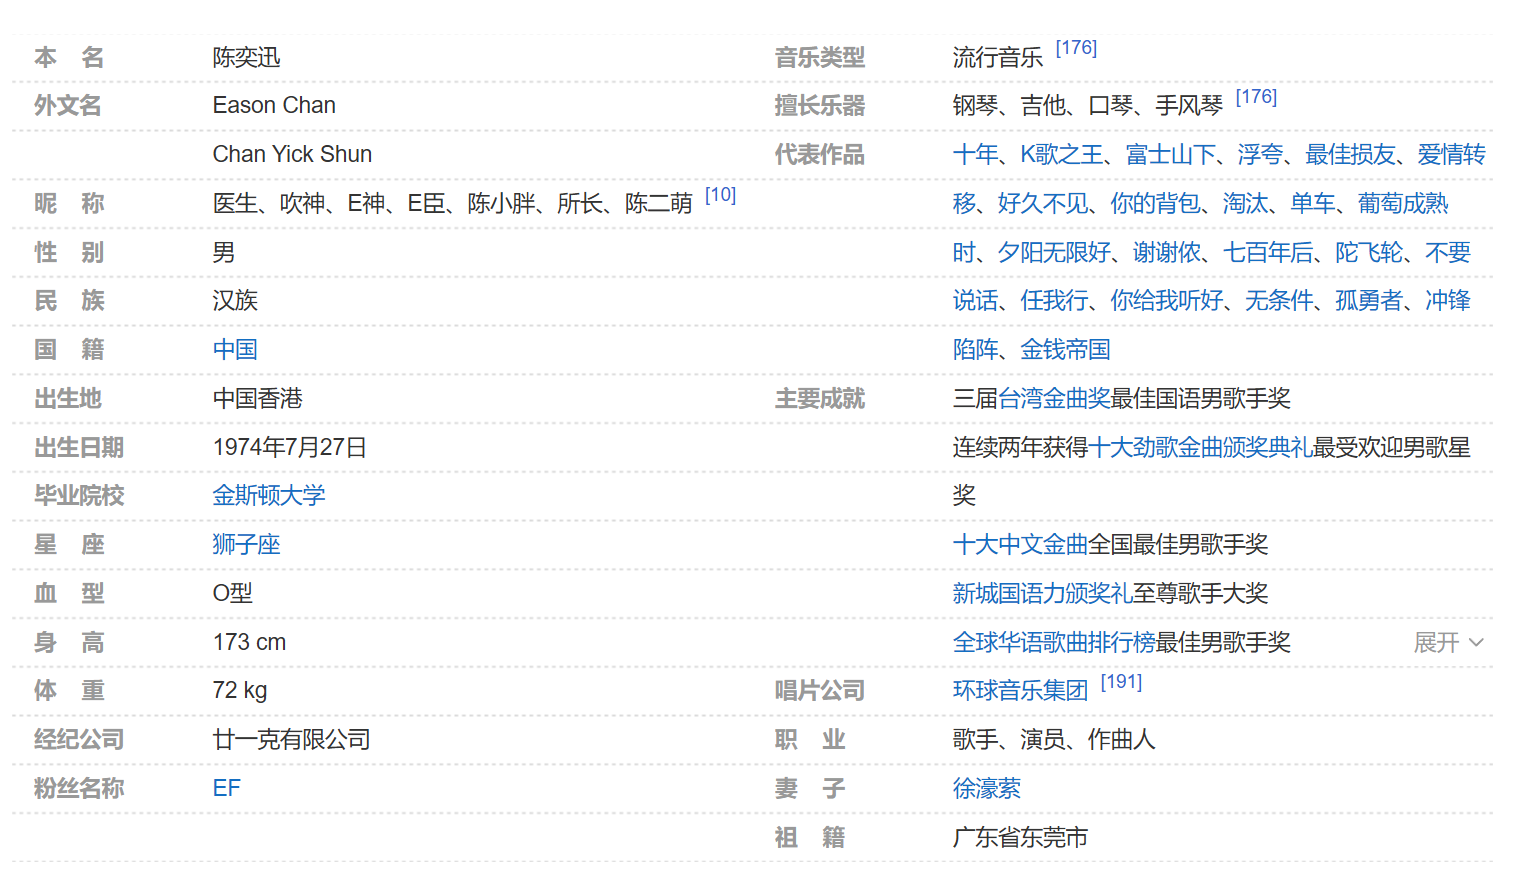 本 名 陈奕迅
外文名 Eason Chan
Chan Yick Shun
昵 称 医生、吹神、E神、E臣、陈小胖、所长、陈二萌 [10]
性 别 男
民 族 汉族
国 籍 中国
出生地 中国香港
出生日期 1974年7月27日
毕业院校 金斯顿大学
星 座 狮子座
血 型 O型
身 高 173 cm
体 重 72 kg
经纪公司 廿一克有限公司
粉丝名称 EF
音乐类型 流行音乐 [176]
擅长乐器 钢琴、吉他、口琴、手风琴 [176]
代表作品 十年、K歌之王、富士山下、浮夸、最佳损友、爱情转
移、好久不见、你的背包、淘汰、单车、葡萄成熟
时、夕阳无限好、谢谢侬、七百年后、陀飞轮、不要
说话、任我行、你给我听好、无条件、孤勇者、冲锋
陷阵、金钱帝国
主要成就 三届台湾金曲奖最佳国语男歌手奖
连续两年获得十大劲歌金曲颁奖典礼最受欢迎男歌星
奖
十大中文金曲全国最佳男歌手奖
新城国语力颁奖礼至尊歌手大奖
全球华语歌曲排行榜最佳男歌手奖 展开
唱片公司 环球音乐集团 [191]
职 业 歌手、演员、作曲人
妻 子 徐濠萦
祖 籍 广东省东莞市